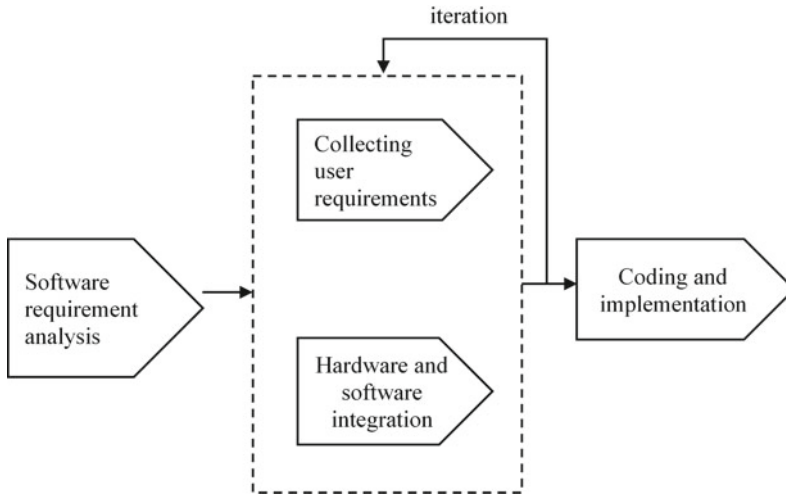 iteration
Collecting
user
requirements
Software
requirement
analysis
Coding and
implementation
Hardware and
software
integration